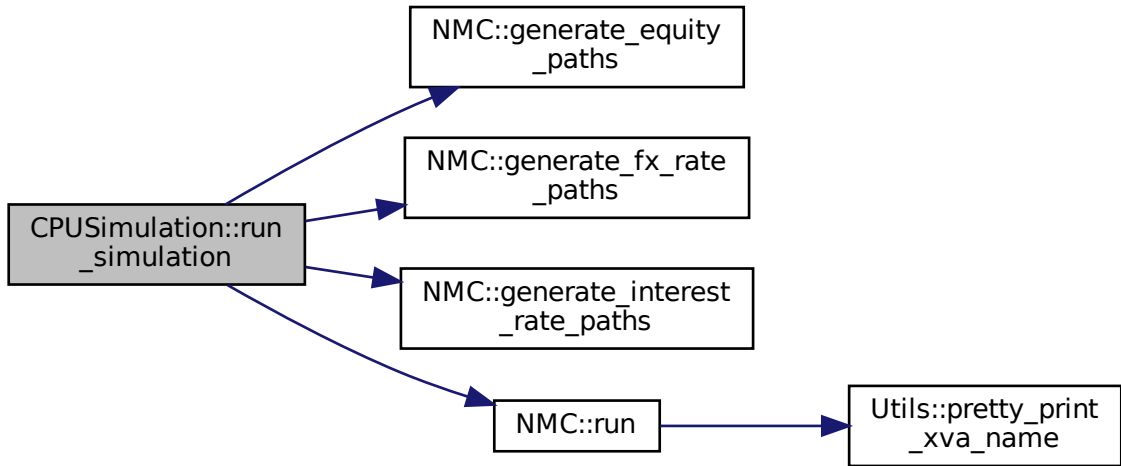 NMC::generate_equity
_paths
NMC::generate_fx_rate
_paths
CPUSimulation::run
_simulation
NMC::generate_interest
_rate_paths
NMC::run
Utils::pretty_print
_xva_name